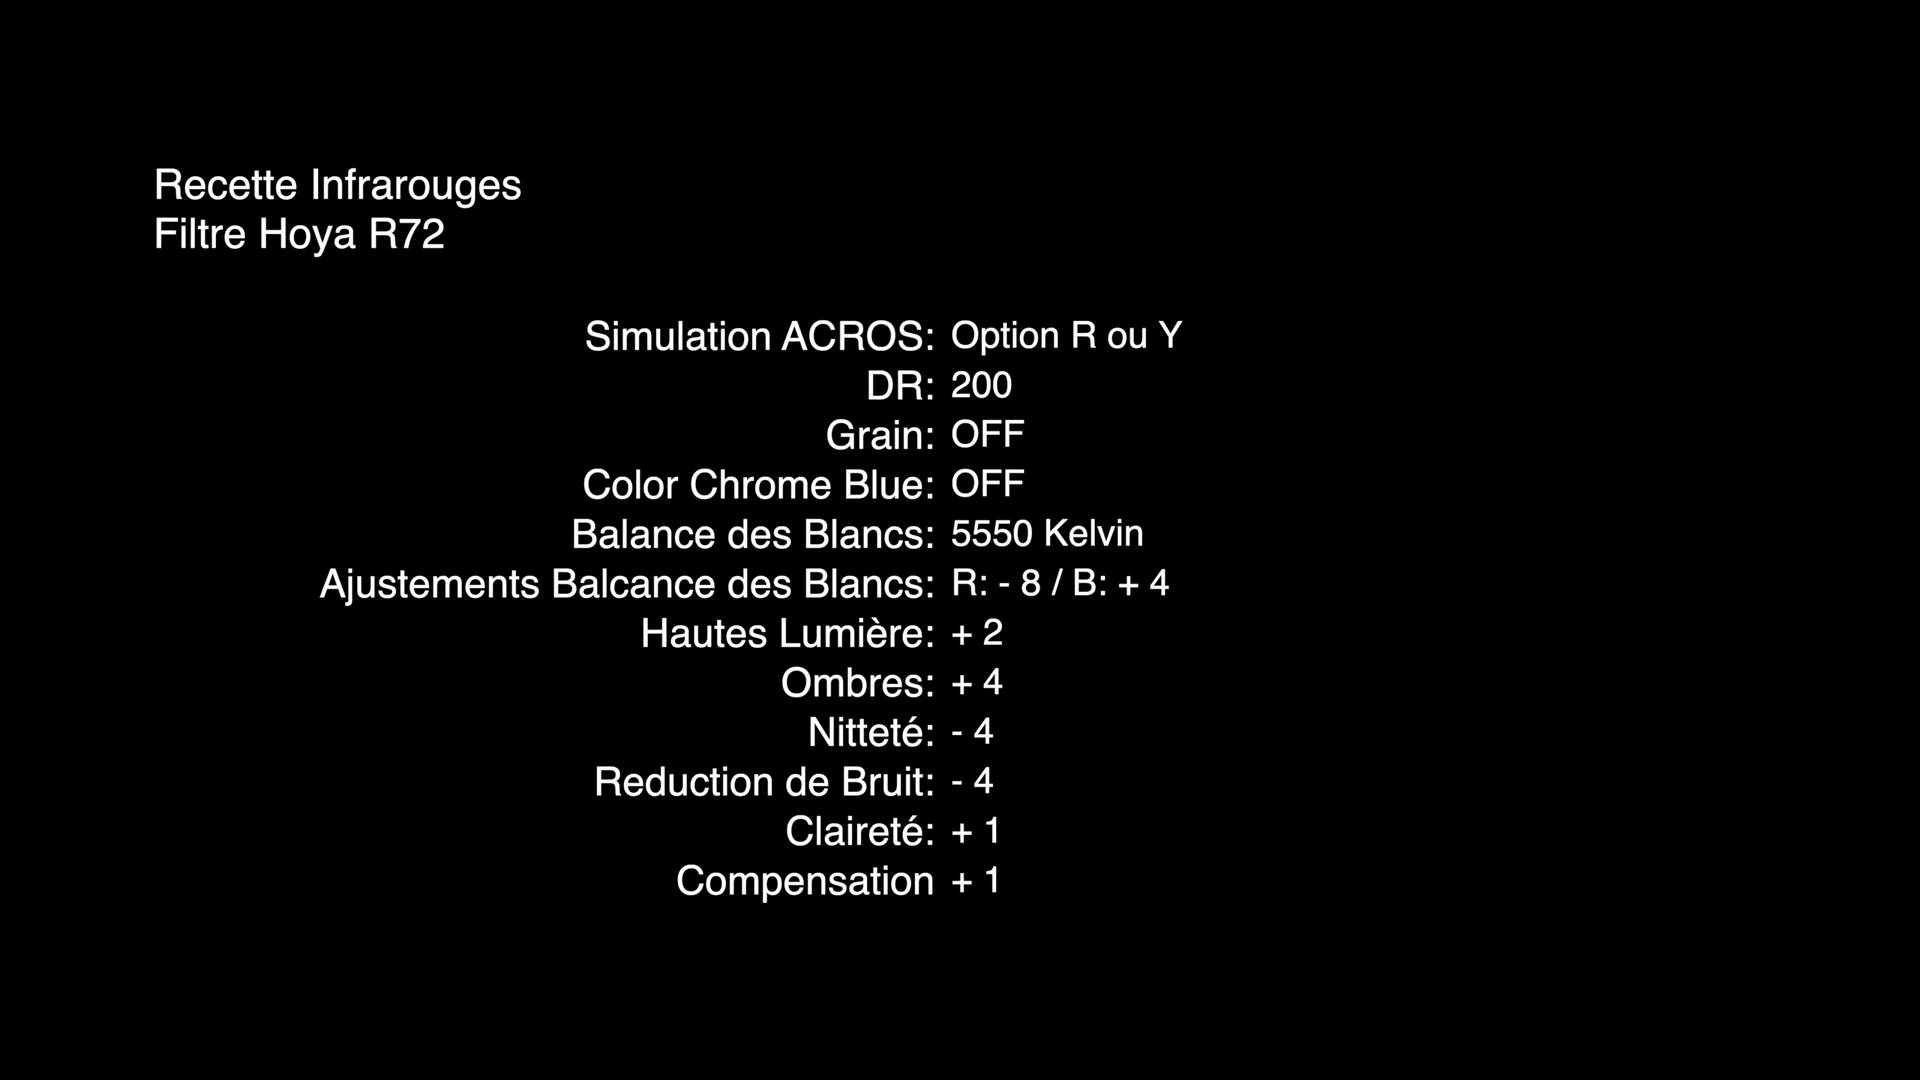 Recette Infrarouges
Filtre Hoya R72
Simulation ACROS: Option R ou Y
DR: 200
Grain: OFF
Color Chrome Blue: OFF
Balance des Blancs: 5550 Kelvin
Ajustements Balcance des Blancs: R: - 8 / B: + 4
Hautes Lumière: + 2
Ombres: + 4
Nitteté: - 4
Reduction de Bruit: - 4
Claireté: + 1
Compensation + 1